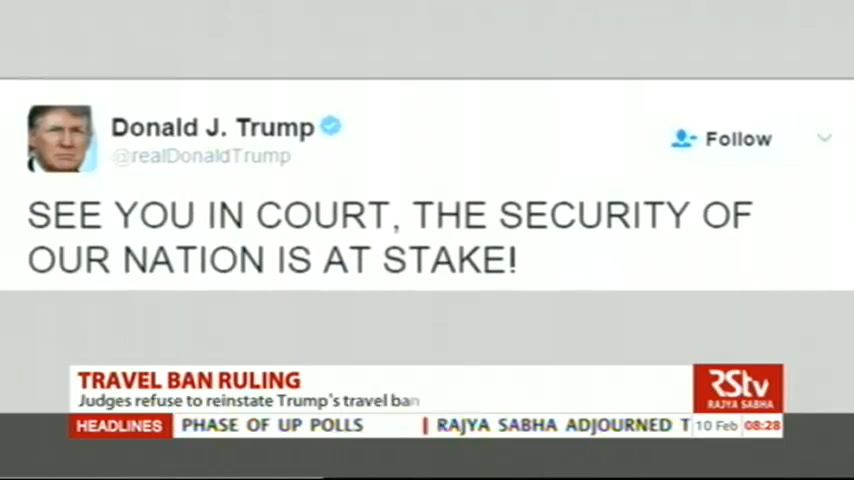 Donald J. Trump
@realDonaldTrump
Follow
SEE YOU IN COURT, THE SECURITY OF
OUR NATION IS AT STAKE!
TRAVEL BAN RULING
Judges refuse to reinstate Trump's travel ban
RStv
RAJYA SABHA
HEADLINES PHASE OF UP POLLS | RAJYA SABHA ADJOURNED T 10 Feb 08:28